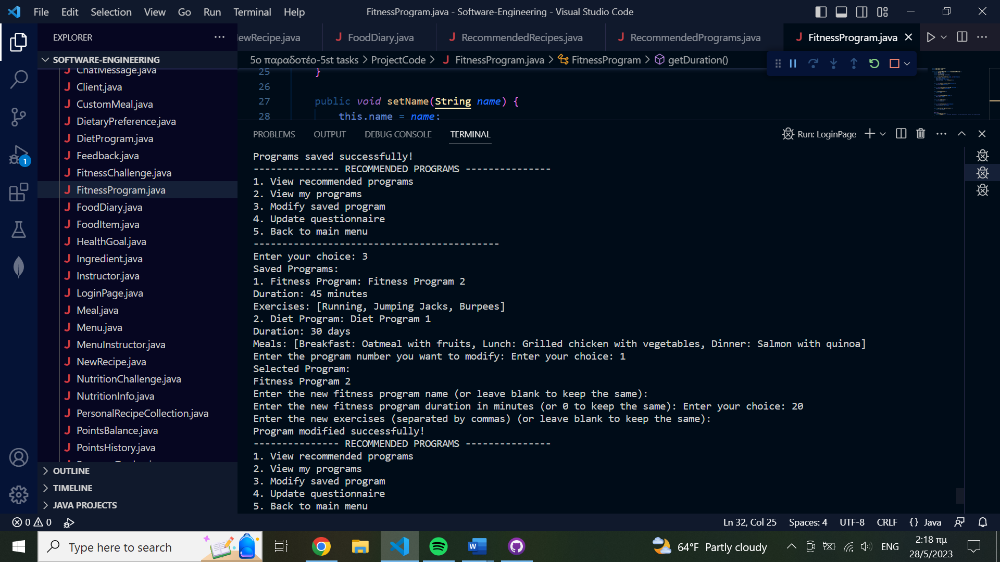 File Edit Selection View Go Run Terminal Help
FitnessProgram.java - Software-Engineering - Visual Studio Code
EXPLORER
SOFTWARE-ENGINEERING
ChatMessage.java
Client.java
CustomMeal.java
DietaryPreference.java
DietProgram.java
Feedback.java
FitnessChallenge.java
FitnessProgram.java
FoodDiary.java
FoodItem.java
HealthGoal.java
Ingredient.java
Instructor.java
LoginPage.java
Meal.java
Menu.java
MenuInstructor.java
NewRecipe.java
NutritionChallenge.java
NutritionInfo.java
PersonalRecipeCollection.java
PointsBalance.java
PointsHistory.java
OUTLINE
TIMELINE
JAVA PROJECTS
1
ewRecipe.java FoodDiary.java RecommendedRecipes.java RecommendedPrograms.java FitnessProgram.java
5ο παραδοτέο-5st tasks > ProjectCode > FitnessProgram.java > FitnessProgram > getDuration()
25 }
26
27 public void setName(String name) {
28 this.name = name;
PROBLEMS OUTPUT DEBUG CONSOLE TERMINAL
Run: LoginPage
Programs saved successfully!
--------------- RECOMMENDED PROGRAMS ---------------
1. View recommended programs
2. View my programs
3. Modify saved program
4. Update questionnaire
5. Back to main menu
-------------------------------------------
Enter your choice: 3
Saved Programs:
1. Fitness Program: Fitness Program 2
Duration: 45 minutes
Exercises: [Running, Jumping Jacks, Burpees]
2. Diet Program: Diet Program 1
Duration: 30 days
Meals: [Breakfast: Oatmeal with fruits, Lunch: Grilled chicken with vegetables, Dinner: Salmon with quinoa]
Enter the program number you want to modify: Enter your choice: 1
Selected Program:
Fitness Program 2
Enter the new fitness program name (or leave blank to keep the same):
Enter the new fitness program duration in minutes (or 0 to keep the same): Enter your choice: 20
Enter the new exercises (separated by commas) (or leave blank to keep the same):
Program modified successfully!
--------------- RECOMMENDED PROGRAMS ---------------
1. View recommended programs
2. View my programs
3. Modify saved program
4. Update questionnaire
5. Back to main menu
0 0
Ln 32, Col 25 Spaces: 4 UTF-8 CRLF {} Java
Type here to search
64°F Partly cloudy
ENG
2:18 πμ
28/5/2023